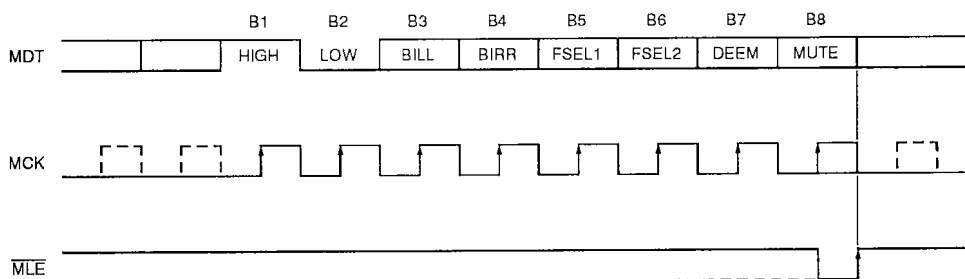 B1 B2 B3 B4 B5 B6 B7 B8
MDT HIGH LOW BILL BIRR FSEL1 FSEL2 DEEM MUTE
MCK
MLE